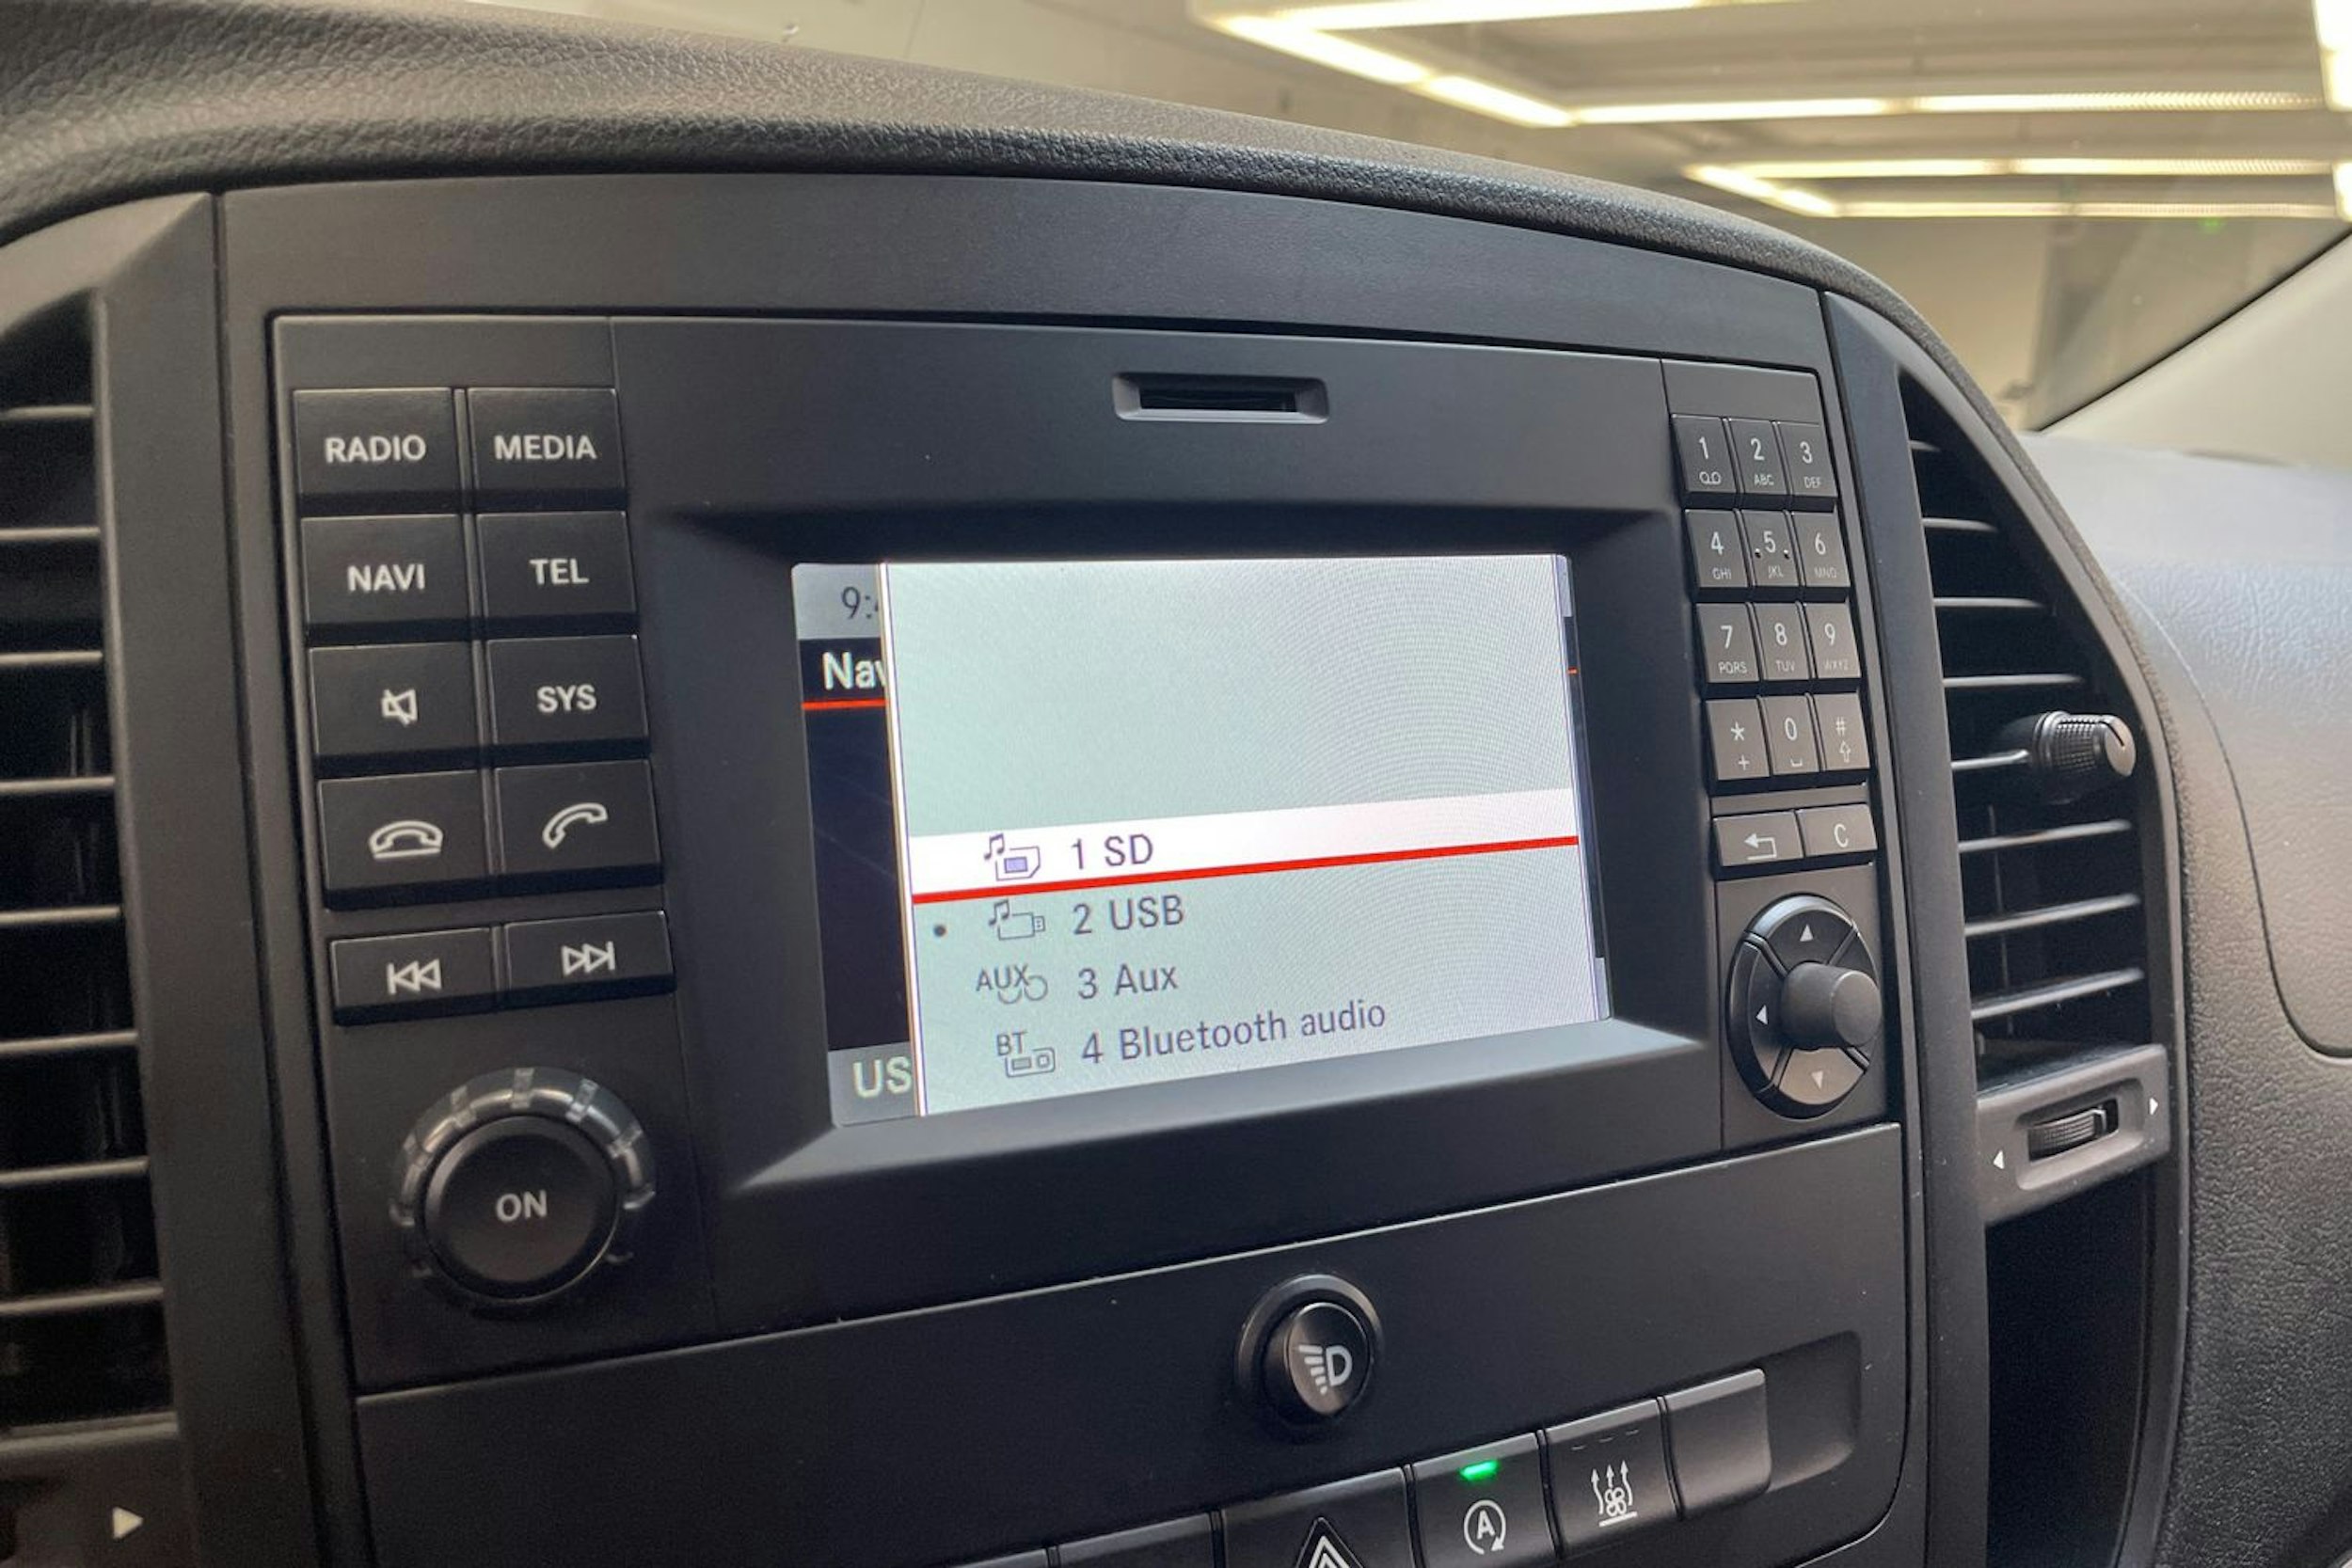 RADIO MEDIA
NAVI TEL
SYS
ON
1 SD
2 USB
AUX 3 Aux
BT 4 Bluetooth audio
1 2 ABC 3 DEF
4 GHI 5 JKL 6 MNO
7 PQRS 8 TUV 9 WXYZ
* + 0 #
C
A